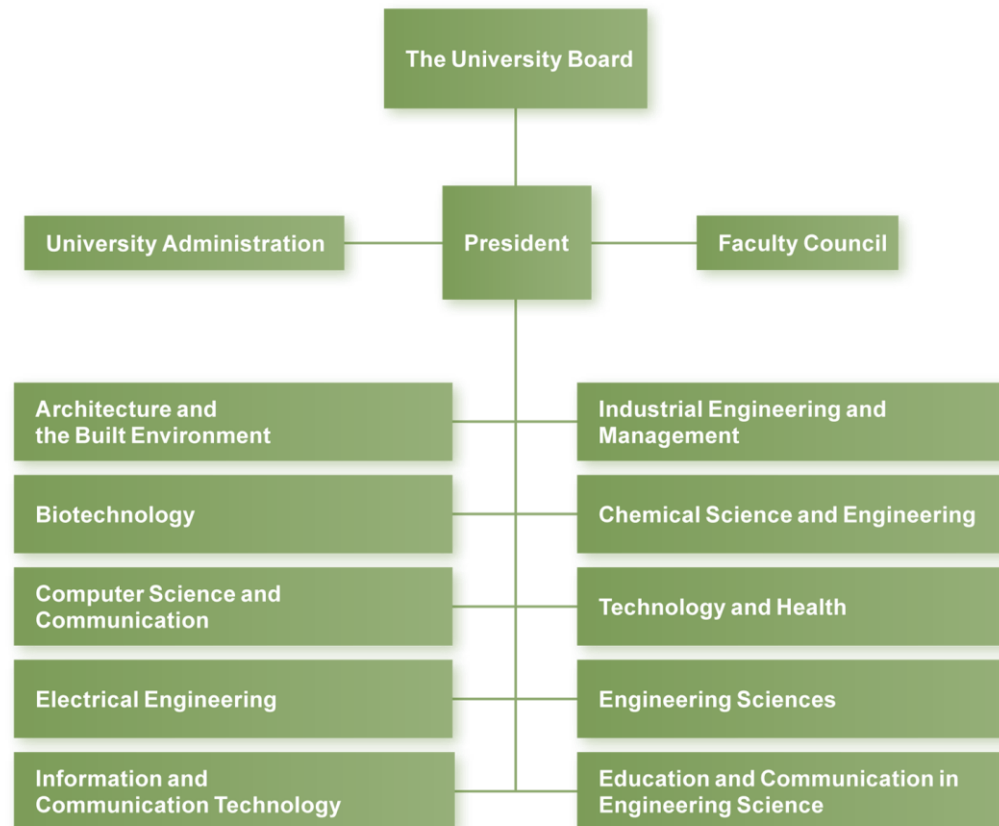 The University Board
University Administration
President
Faculty Council
Architecture and
the Built Environment
Industrial Engineering and
Management
Biotechnology
Chemical Science and Engineering
Computer Science and
Communication
Technology and Health
Electrical Engineering
Engineering Sciences
Information and
Communication Technology
Education and Communication in
Engineering Science